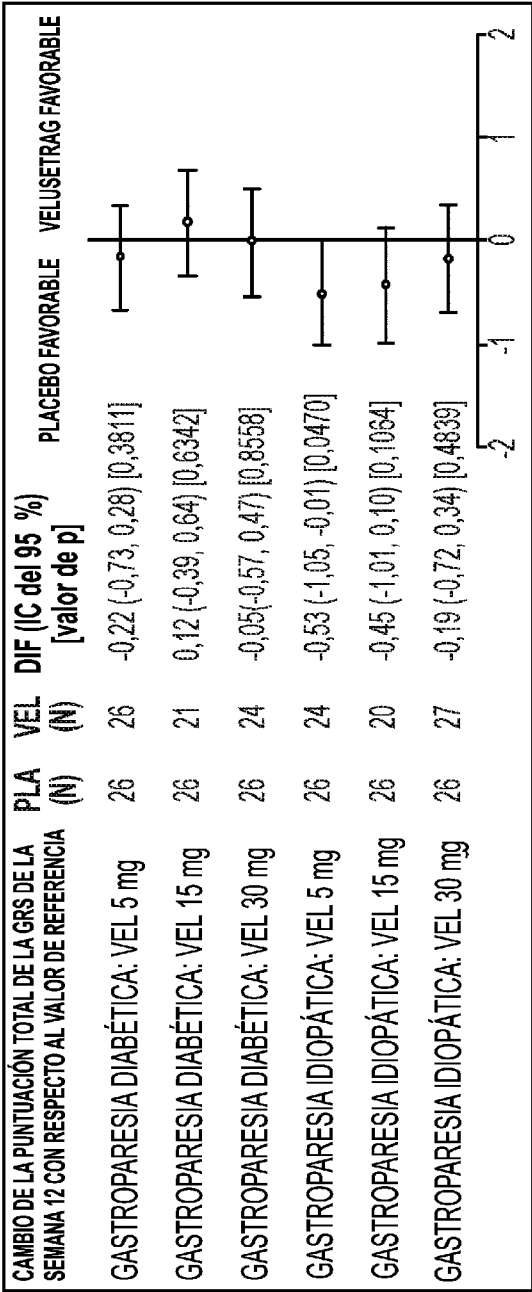 CAMBIO DE LA PUNTUACIÓN TOTAL DE LA GRS DE LA
SEMANA 12 CON RESPECTO AL VALOR DE REFERENCIA
PLA (N)
VEL (N)
DIF (IC del 95 %)
[valor de p]
PLACEBO FAVORABLE VELUSETRAG FAVORABLE
GASTROPARESIA DIABÉTICA: VEL 5 mg 26 26 -0,22 (-0,73, 0,28) [0,3811]
GASTROPARESIA DIABÉTICA: VEL 15 mg 26 21 0,12 (-0,39, 0,64) [0,6342]
GASTROPARESIA DIABÉTICA: VEL 30 mg 26 24 -0,05(-0,57, 0,47) [0,8558]
GASTROPARESIA IDIOPÁTICA: VEL 5 mg 26 24 -0,53 (-1,05, -0,01) [0,0470]
GASTROPARESIA IDIOPÁTICA: VEL 15 mg 26 20 -0,45 (-1,01, 0,10) [0,1064]
GASTROPARESIA IDIOPÁTICA: VEL 30 mg 26 27 -0,19 (-0,72, 0,34) [0,4839]
-2 -1 0 1 2